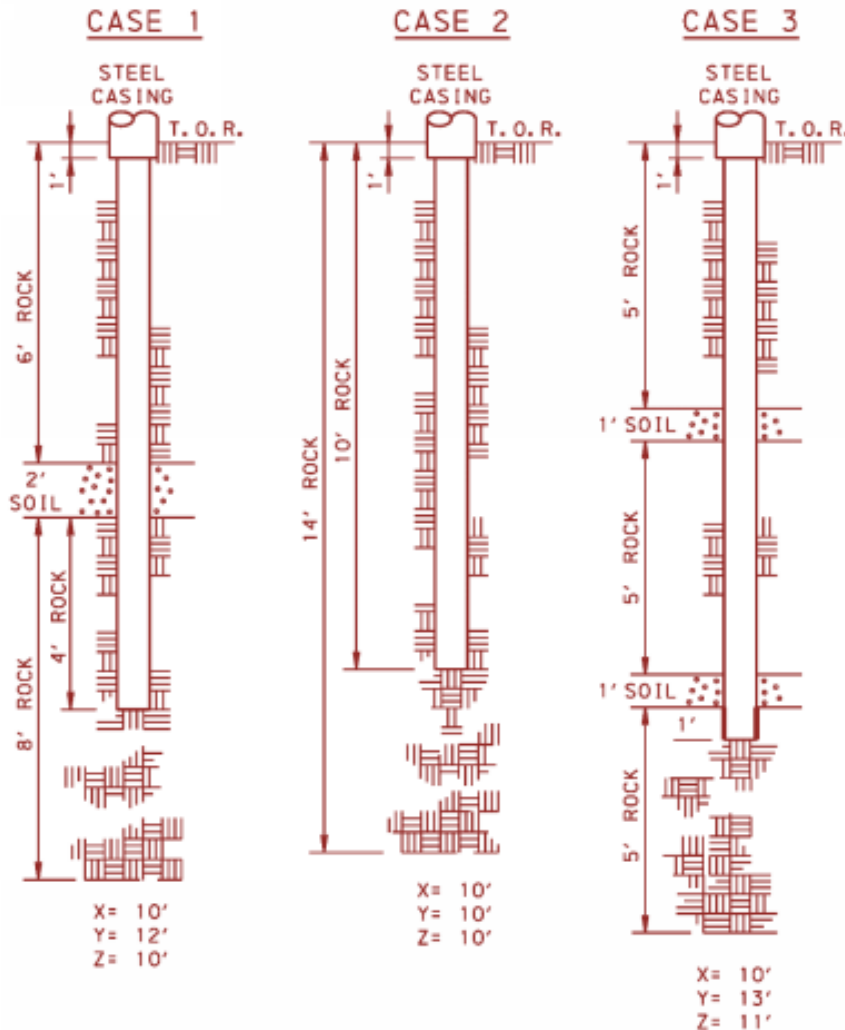 CASE 1
STEEL
CASING
T.O.R.
1'
6' ROCK
2'
SOIL
4' ROCK
8' ROCK
X= 10'
Y= 12'
Z= 10'
CASE 2
STEEL
CASING
T.O.R.
1'
10' ROCK
14' ROCK
X= 10'
Y= 10'
Z= 10'
CASE 3
STEEL
CASING
T.O.R.
1'
5' ROCK
1' SOIL
5' ROCK
1' SOIL
1'
5' ROCK
X= 10'
Y= 13'
Z= 11'